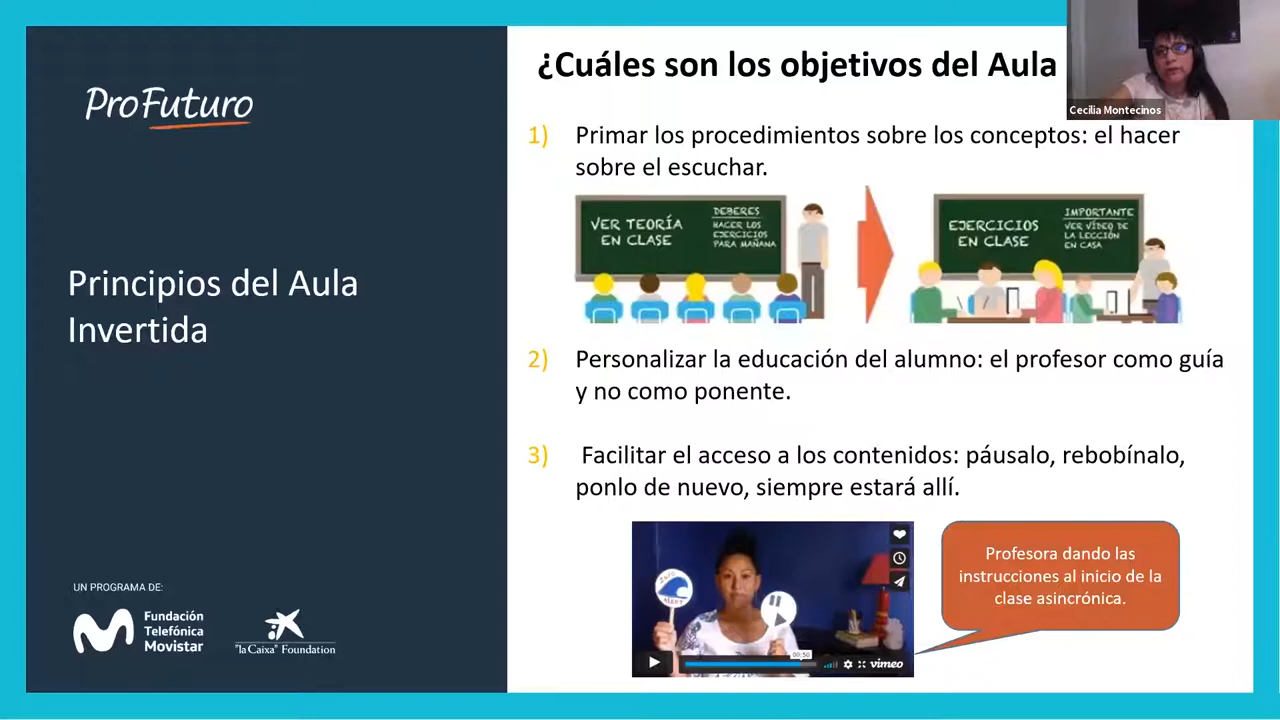 ProFuturo
Principios del Aula
Invertida
UN PROGRAMA DE:
Fundación
Telefónica
Movistar
"la Caixa" Foundation
¿Cuáles son los objetivos del Aula
Cecilia Montecinos
1) Primar los procedimientos sobre los conceptos: el hacer
sobre el escuchar.
VER TEORÍA
EN CLASE
DEBERES
HACER LOS
EJERCICIOS
PARA MAÑANA
EJERCICIOS
EN CLASE
IMPORTANTE
VER VÍDEO DE
LA LECCIÓN
EN CASA
2) Personalizar la educación del alumno: el profesor como guía
y no como ponente.
3) Facilitar el acceso a los contenidos: páusalo, rebobínalo,
ponlo de nuevo, siempre estará allí.
00:50
vimeo
Profesora dando las
instrucciones al inicio de la
clase asincrónica.